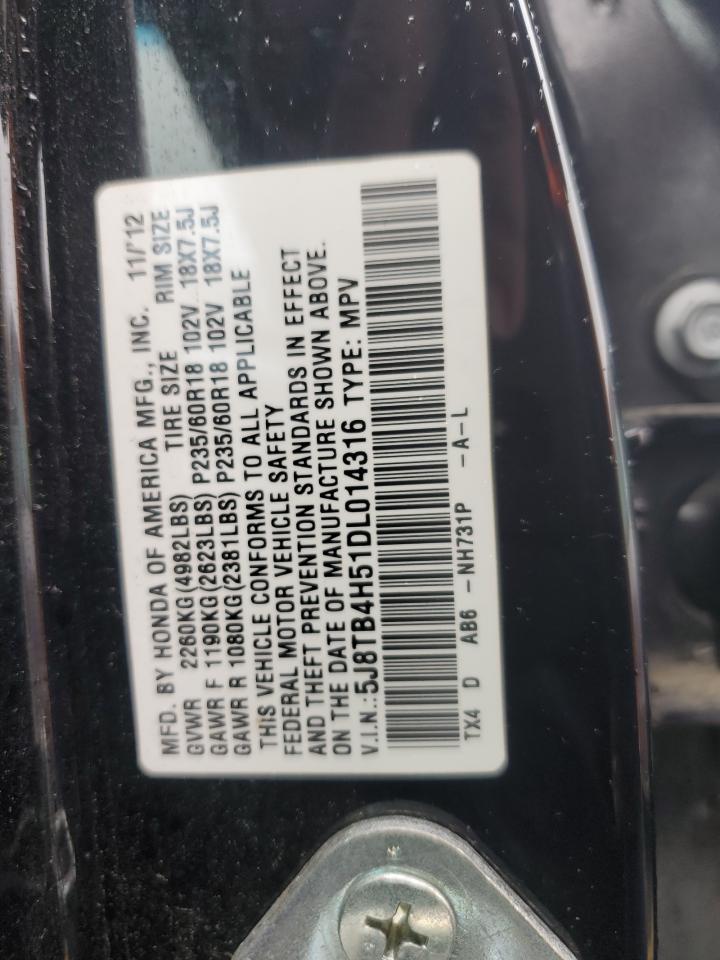 MFD. BY HONDA OF AMERICA MFG., INC. 11/'12
GVWR 2260KG(4982LBS) TIRE SIZE RIM SIZE
GAWR F 1190KG(2623LBS) P235/60R18 102V 18X7.5J
GAWR R 1080KG(2381LBS) P235/60R18 102V 18X7.5J
THIS VEHICLE CONFORMS TO ALL APPLICABLE
FEDERAL MOTOR VEHICLE SAFETY
AND THEFT PREVENTION STANDARDS IN EFFECT
ON THE DATE OF MANUFACTURE SHOWN ABOVE.
V.I.N.:5J8TB4H51DL014316 TYPE: MPV
TX4 D AB6 -NH731P -A-L